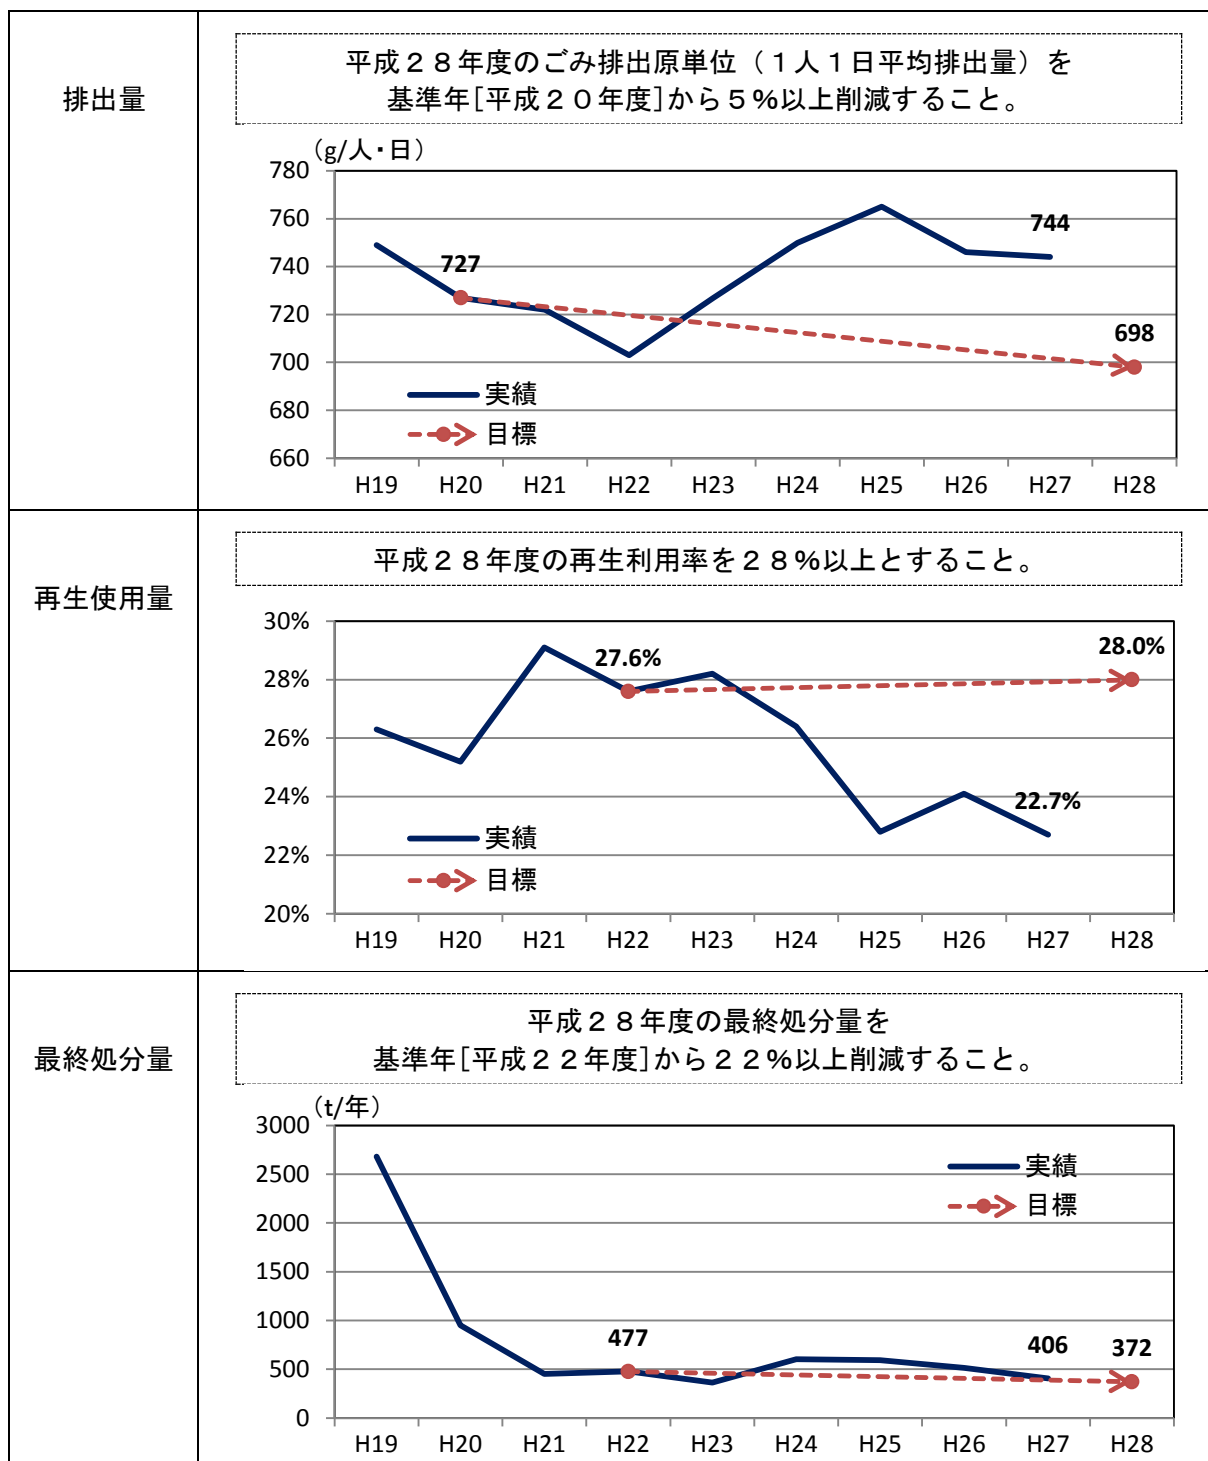 排出量
平成２８年度のごみ排出原単位（１人１日平均排出量）を
基準年[平成２０年度]から５％以上削減すること。
（g/人・日）
780
760
740
720
700
680
660
727
744
698
実績
目標
H19 H20 H21 H22 H23 H24 H25 H26 H27 H28
再生使用量
平成２８年度の再生利用率を２８％以上とすること。
30%
28%
26%
24%
22%
20%
27.6%
28.0%
22.7%
実績
目標
H19 H20 H21 H22 H23 H24 H25 H26 H27 H28
最終処分量
平成２８年度の最終処分量を
基準年[平成２２年度]から２２％以上削減すること。
（t/年）
3000
2500
2000
1500
1000
500
0
実績
目標
477
406
372
H19 H20 H21 H22 H23 H24 H25 H26 H27 H28